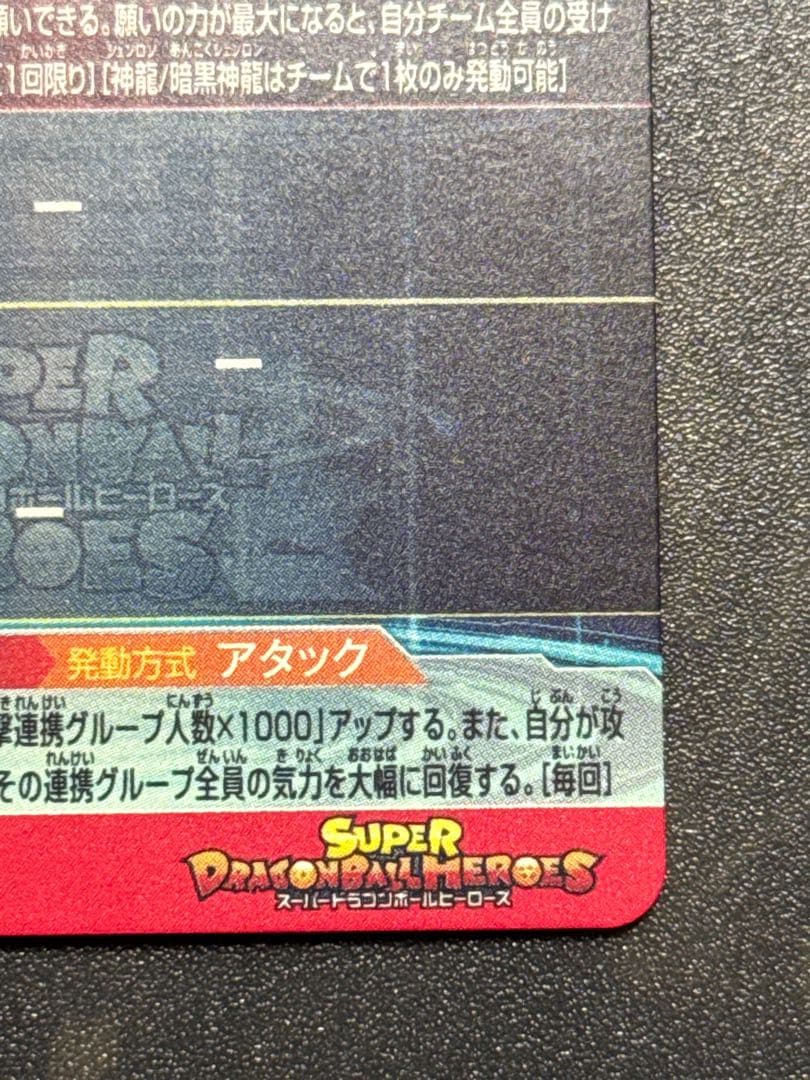 願いできる。願いの力が最大になると、自分チーム全員の受け
[1回限り][神龍/暗黒神龍はチームで1枚のみ発動可能]
ー
ー
ー
発動方式 アタック
撃連携グループ人数×1000」アップする。また、自分が攻
その連携グループ全員の気力を大幅に回復する。[毎回]
SUPER
DRAGONBALL HEROES
スーパードラゴンボールヒーローズ